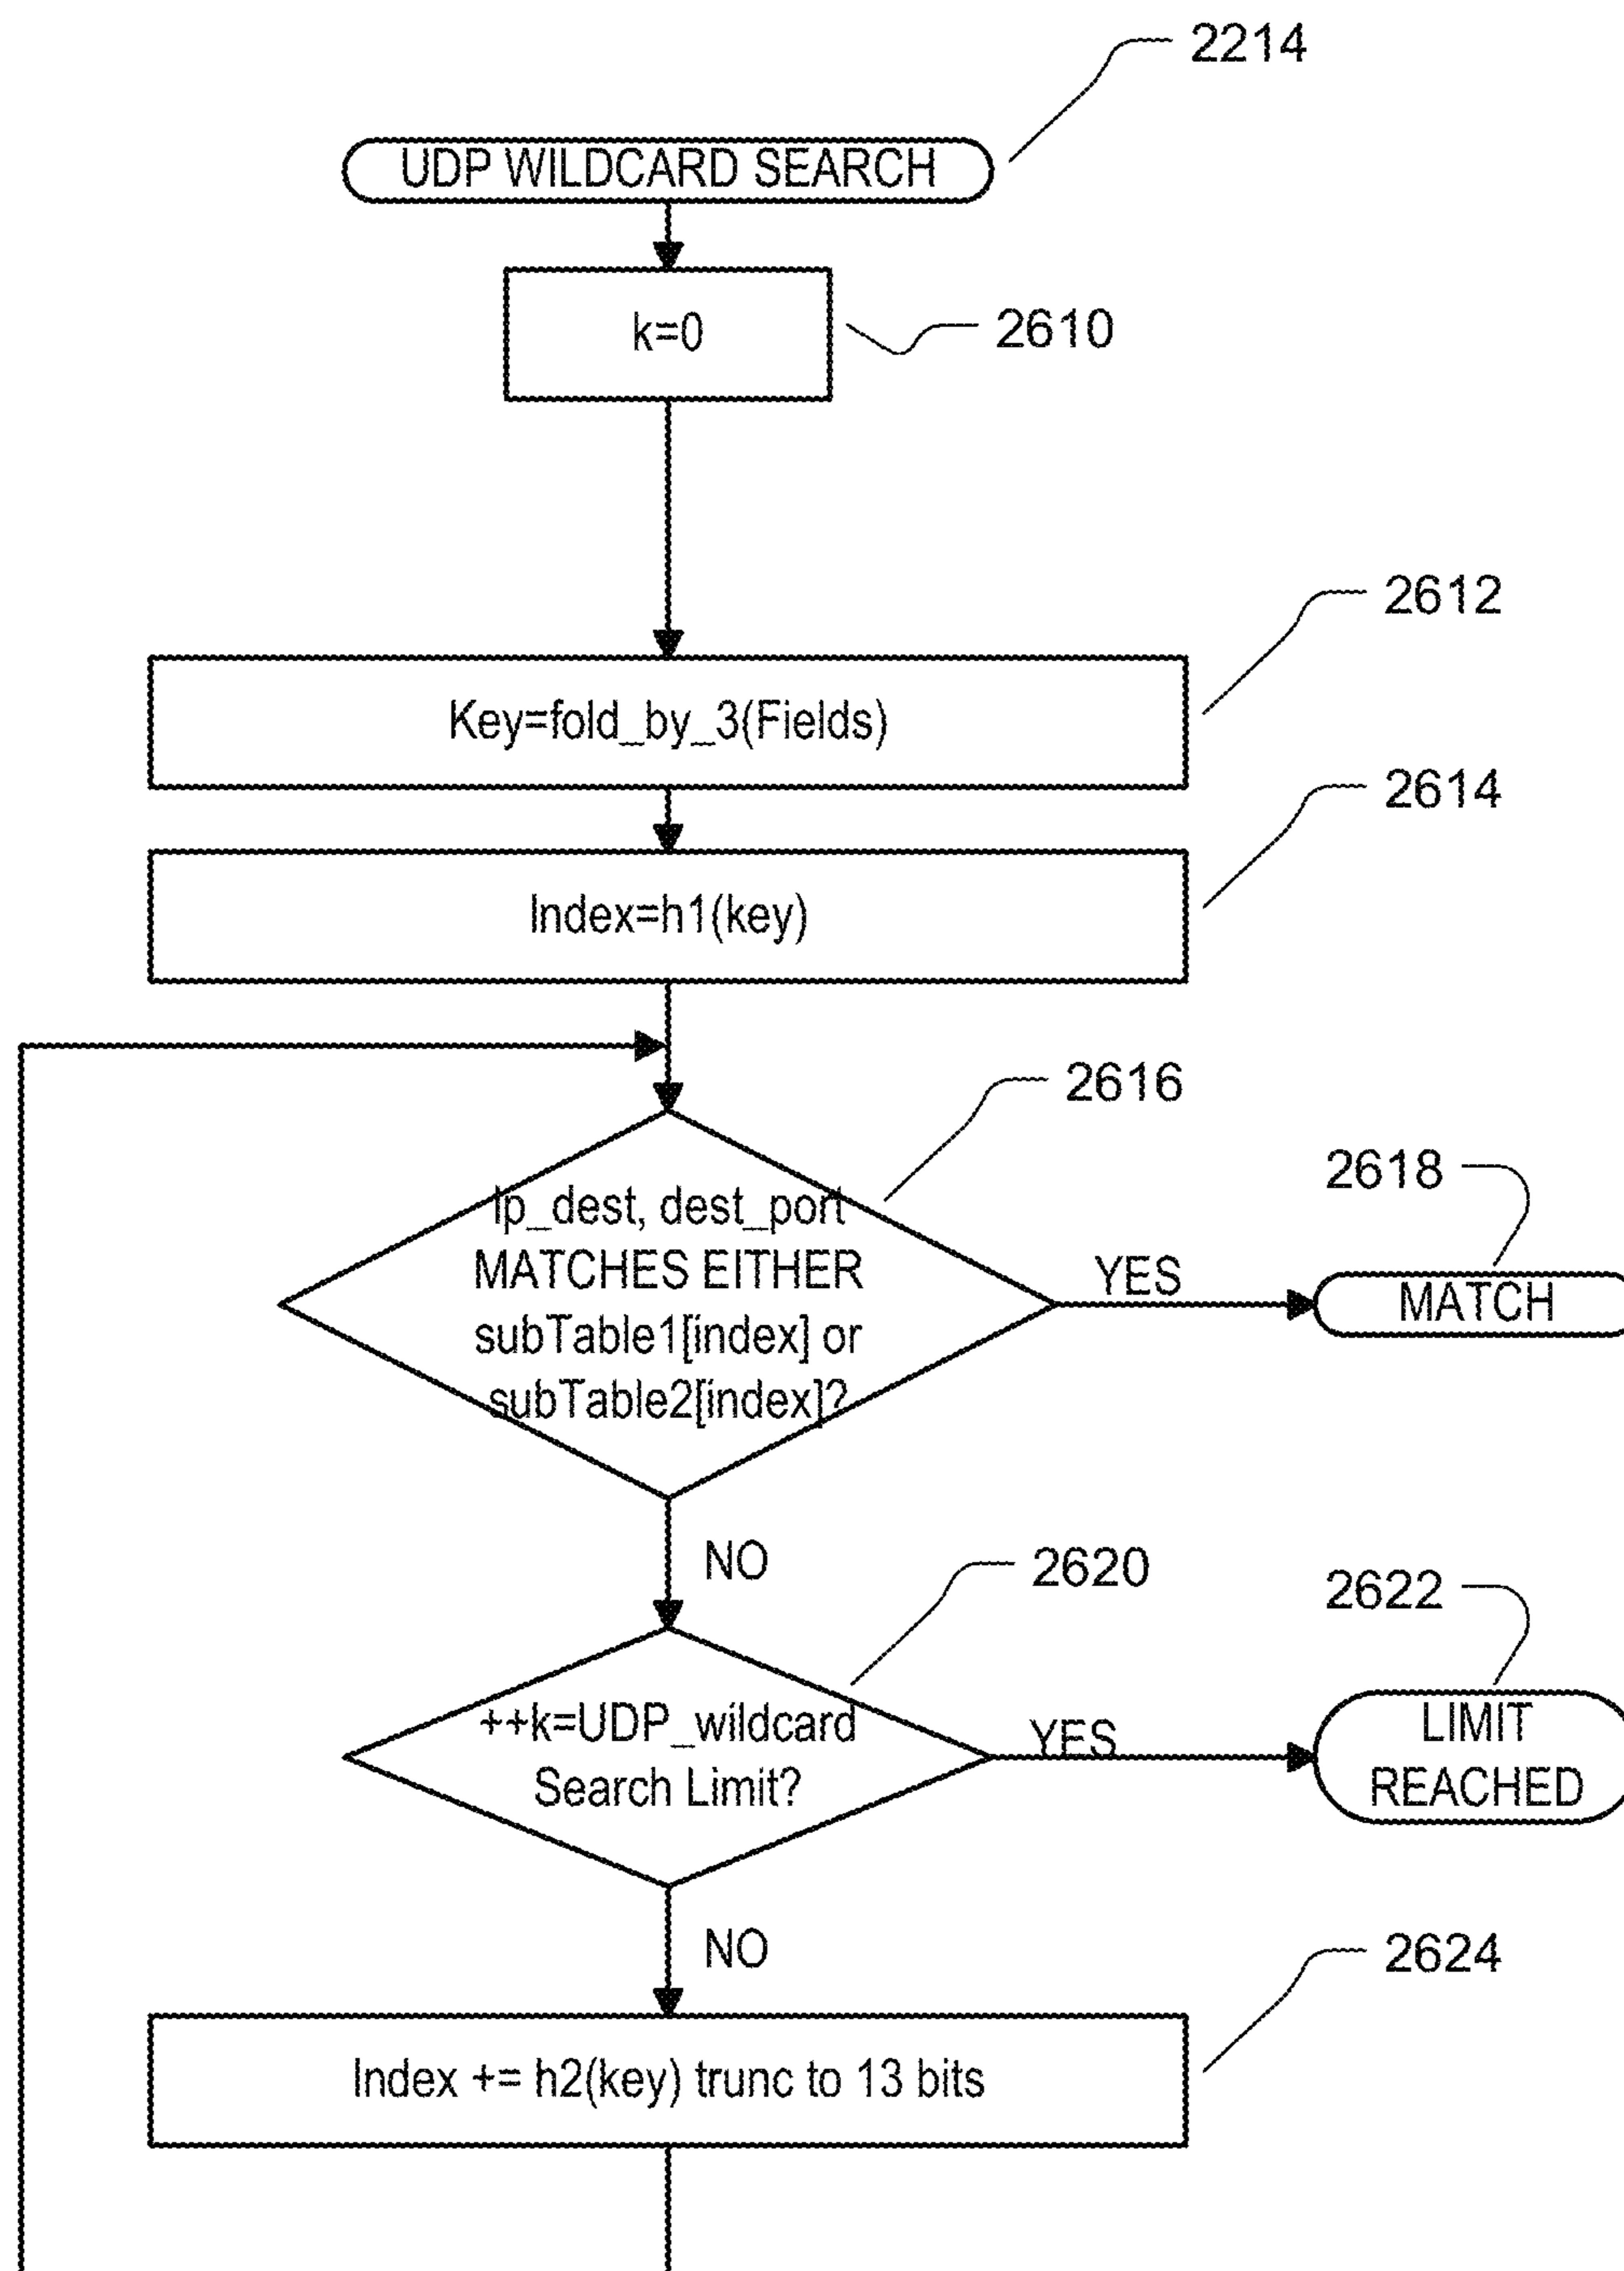 2214
UDP WILDCARD SEARCH
k=0
2610
2612
Key=fold_by_3(Fields)
2614
Index=h1(key)
2616
Ip_dest, dest_port
MATCHES EITHER
subTable1[index] or
subTable2[index]?
YES
2618
MATCH
NO
2620
++k=UDP_wildcard
Search Limit?
YES
2622
LIMIT
REACHED
NO
2624
Index += h2(key) trunc to 13 bits